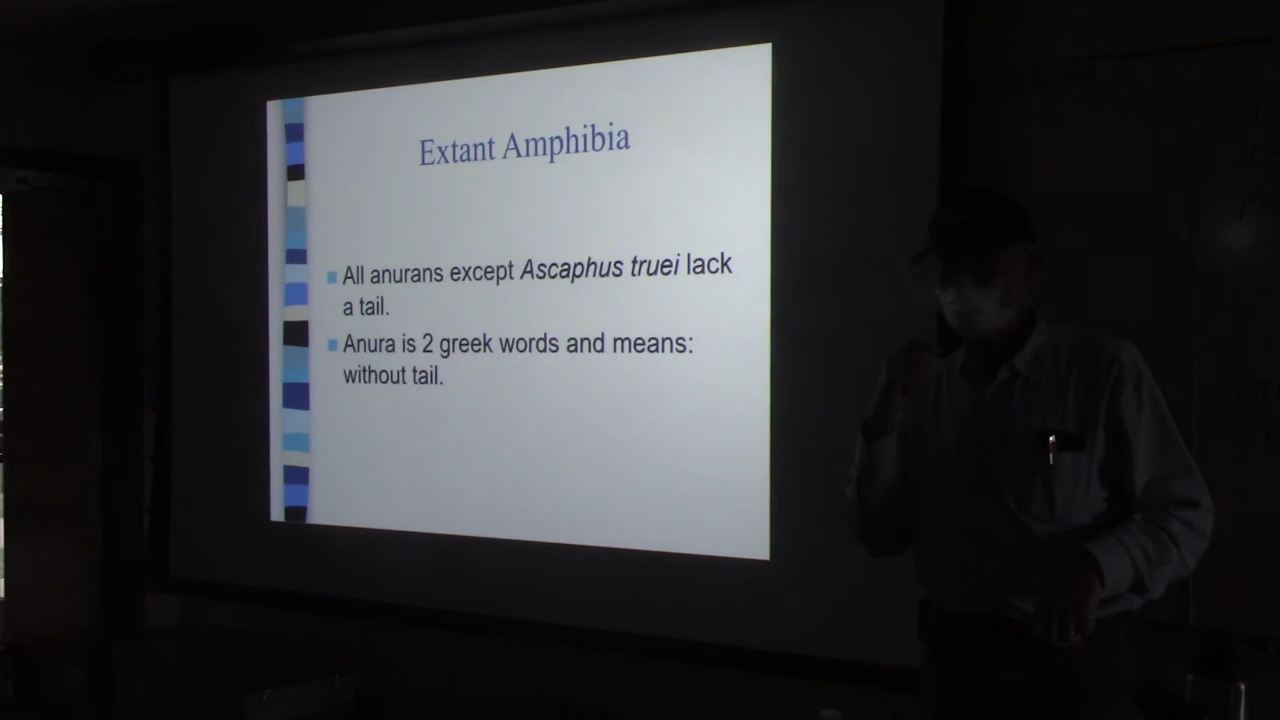 Extant Amphibia
All anurans except Ascaphus truei lack
a tail.
Anura is 2 greek words and means:
without tail.